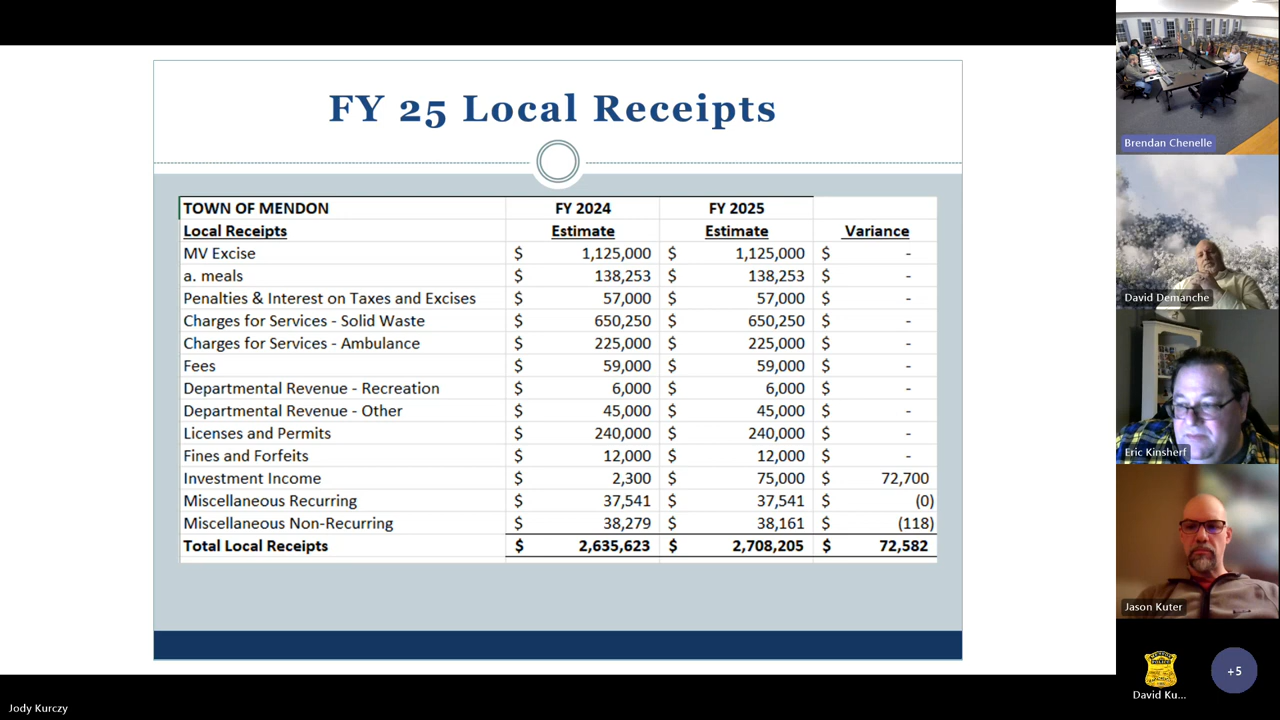 FY 25 Local Receipts
TOWN OF MENDON FY 2024 FY 2025
Local Receipts Estimate Estimate Variance
MV Excise $ 1,125,000 $ 1,125,000 $ -
a. meals $ 138,253 $ 138,253 $ -
Penalties & Interest on Taxes and Excises $ 57,000 $ 57,000 $ -
Charges for Services - Solid Waste $ 650,250 $ 650,250 $ -
Charges for Services - Ambulance $ 225,000 $ 225,000 $ -
Fees $ 59,000 $ 59,000 $ -
Departmental Revenue - Recreation $ 6,000 $ 6,000 $ -
Departmental Revenue - Other $ 45,000 $ 45,000 $ -
Licenses and Permits $ 240,000 $ 240,000 $ -
Fines and Forfeits $ 12,000 $ 12,000 $ -
Investment Income $ 2,300 $ 75,000 $ 72,700
Miscellaneous Recurring $ 37,541 $ 37,541 $ (0)
Miscellaneous Non-Recurring $ 38,279 $ 38,161 $ (118)
Total Local Receipts $ 2,635,623 $ 2,708,205 $ 72,582
Brendan Chenelle
David Demanche
Eric Kinsherf
Jason Kuter
David Ku...
+5
Jody Kurczy